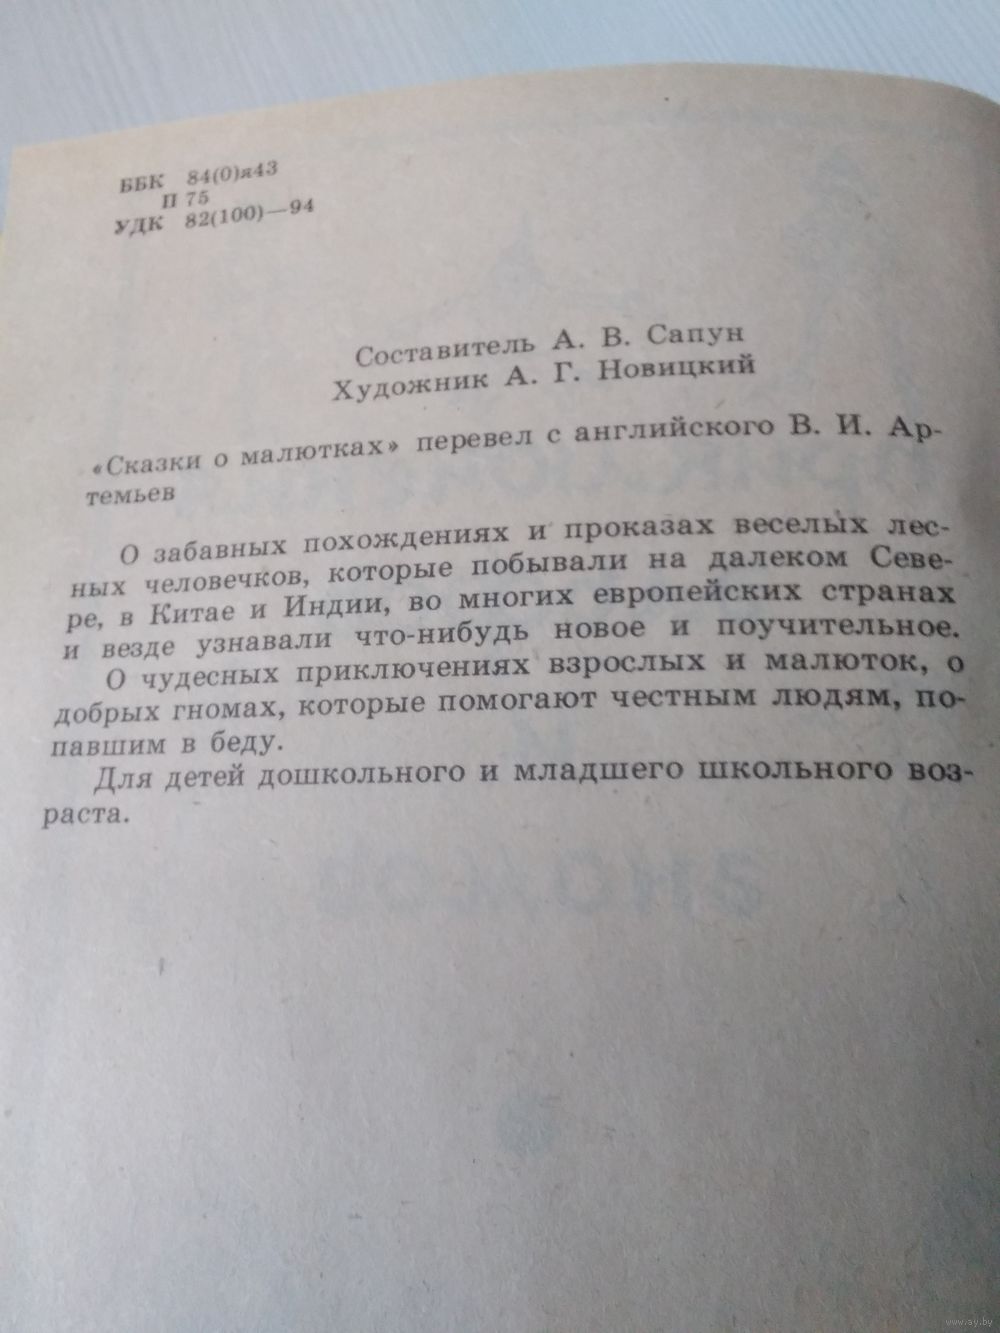 ББК 84(0)я43
П 75
УДК 82(100)—94
Составитель А. В. Сапун
Художник А. Г. Новицкий
«Сказки о малютках» перевел с английского В. И. Ар-
темьев
О забавных похождениях и проказах веселых лес-
ных человечков, которые побывали на далеком Севе-
ре, в Китае и Индии, во многих европейских странах
и везде узнавали что-нибудь новое и поучительное.
О чудесных приключениях взрослых и малюток, о
добрых гномах, которые помогают честным людям, по-
павшим в беду.
Для детей дошкольного и младшего школьного воз-
раста.
www.ay.by